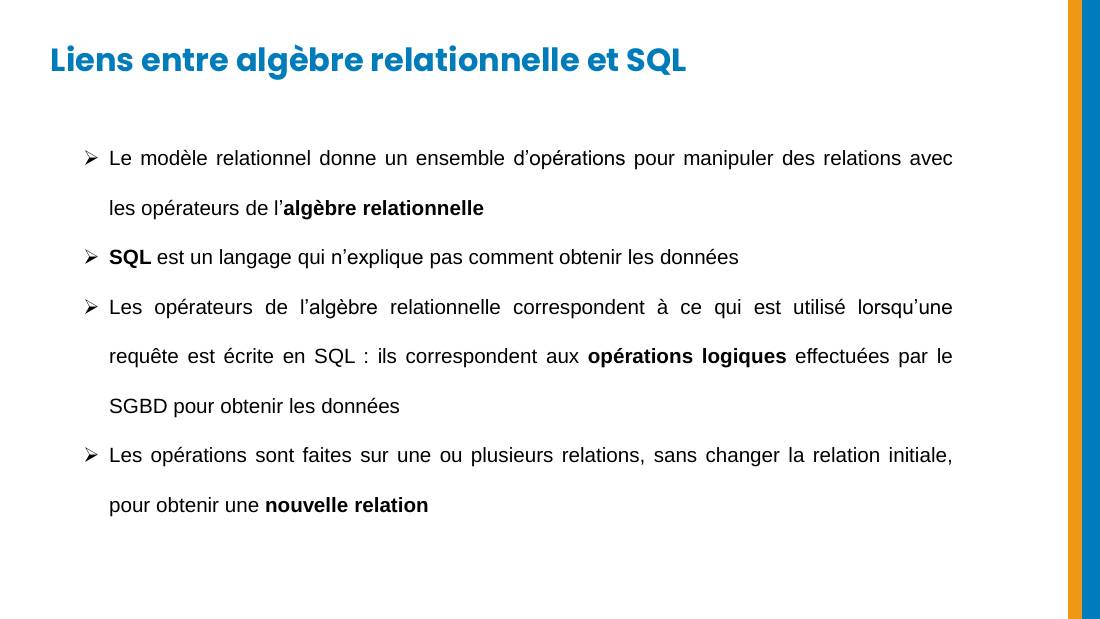 Liens entre algèbre relationnelle et SQL
➢ Le modèle relationnel donne un ensemble d’opérations pour manipuler des relations avec
les opérateurs de l’algèbre relationnelle
➢ SQL est un langage qui n’explique pas comment obtenir les données
➢ Les opérateurs de l’algèbre relationnelle correspondent à ce qui est utilisé lorsqu’une
requête est écrite en SQL : ils correspondent aux opérations logiques effectuées par le
SGBD pour obtenir les données
➢ Les opérations sont faites sur une ou plusieurs relations, sans changer la relation initiale,
pour obtenir une nouvelle relation